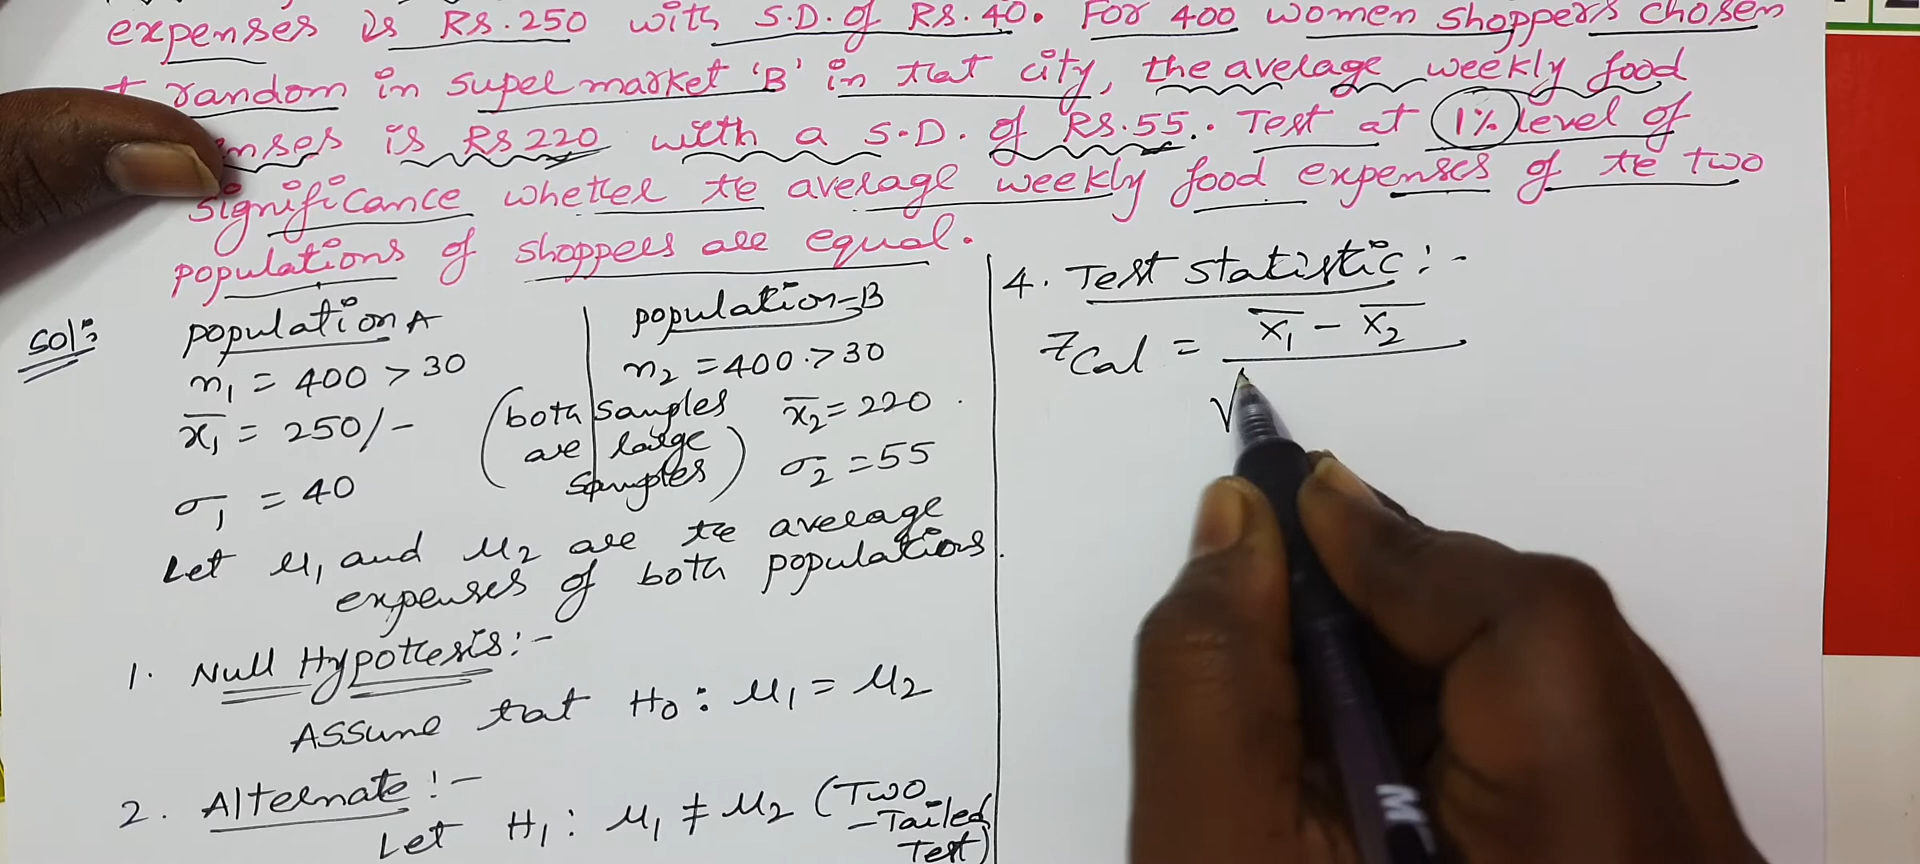 expenses is RS.250 with S.D. of RS.40. For 400 women shoppers chosen
random in super market 'B' in that city, the average weekly food
enses is RS 220 with a S.D. of RS.55. Test at 1% level of
significance whether the average weekly food expenses of the two
populations of shoppers are equal.
Sol:
population A
n₁ = 400 > 30
x̄₁ = 250/-
σ₁ = 40
population-B
n₂ = 400 > 30
x̄₂ = 220
σ₂ = 55
(both samples
are large
samples)
Let μ₁ and μ₂ are the average
expenses of both populations.
1. Null Hypothesis:-
Assume that H₀: μ₁ = μ₂
2. Alternate:-
Let H₁: μ₁ ≠ μ₂ (Two
-Tailed
Test)
4. Test statistic:-
Z Cal = x̄₁ - x̄₂
√